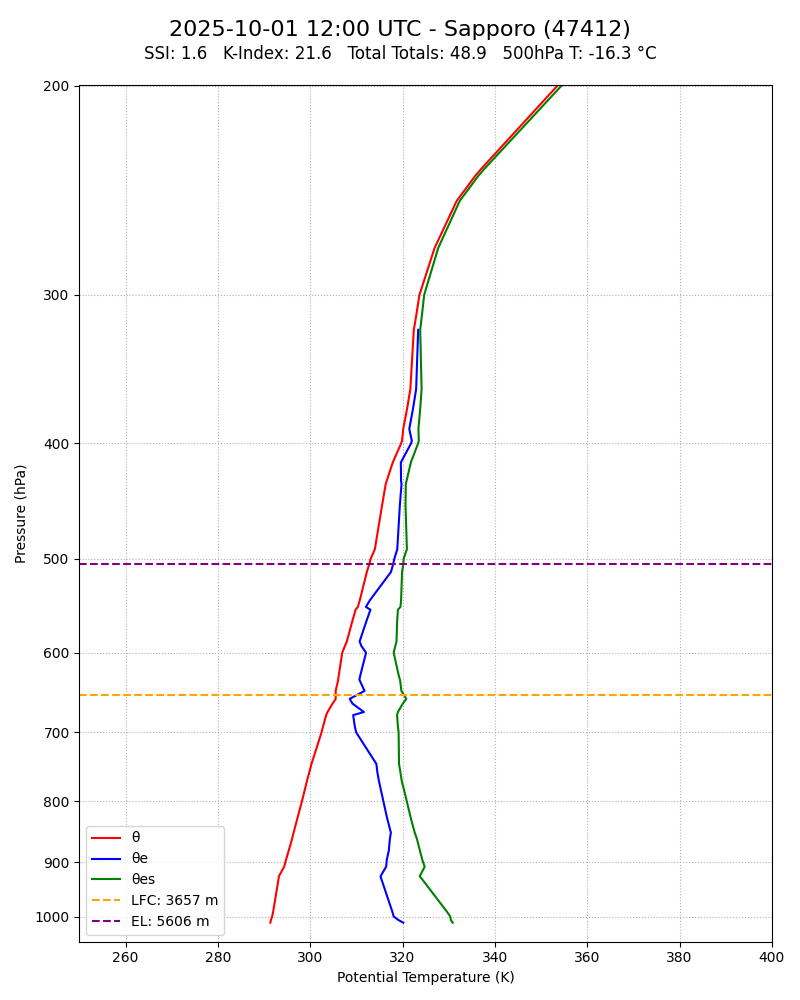 2025-10-01 12:00 UTC - Sapporo (47412)
SSI: 1.6   K-Index: 21.6   Total Totals: 48.9   500hPa T: -16.3 °C
200
300
400
500
600
700
800
900
1000
Pressure (hPa)
θ
θe
θes
LFC: 3657 m
EL: 5606 m
260 280 300 320 340 360 380 400
Potential Temperature (K)